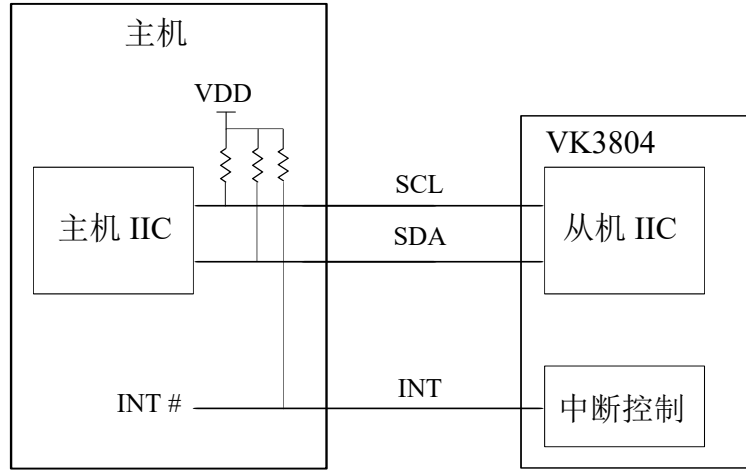 主机
VDD
VK3804
主机 IIC
SCL
SDA
从机 IIC
INT #
INT
中断控制